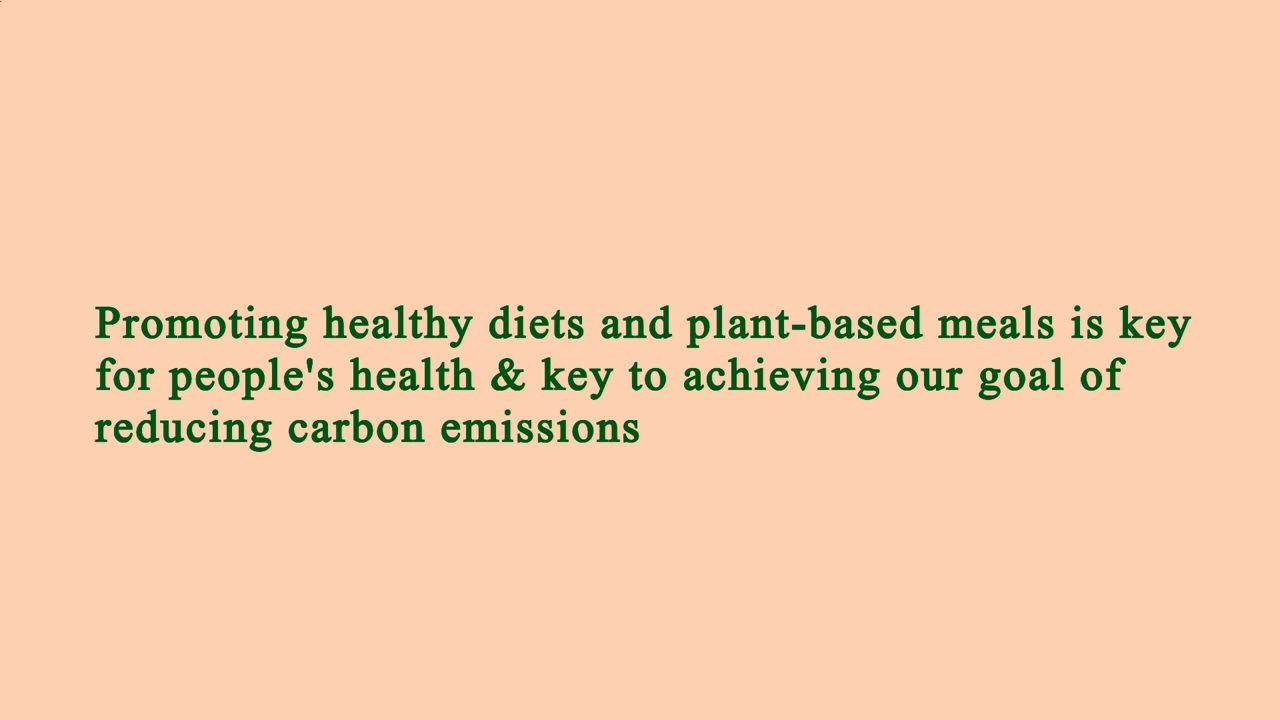 Promoting healthy diets and plant-based meals is key
for people's health & key to achieving our goal of
reducing carbon emissions